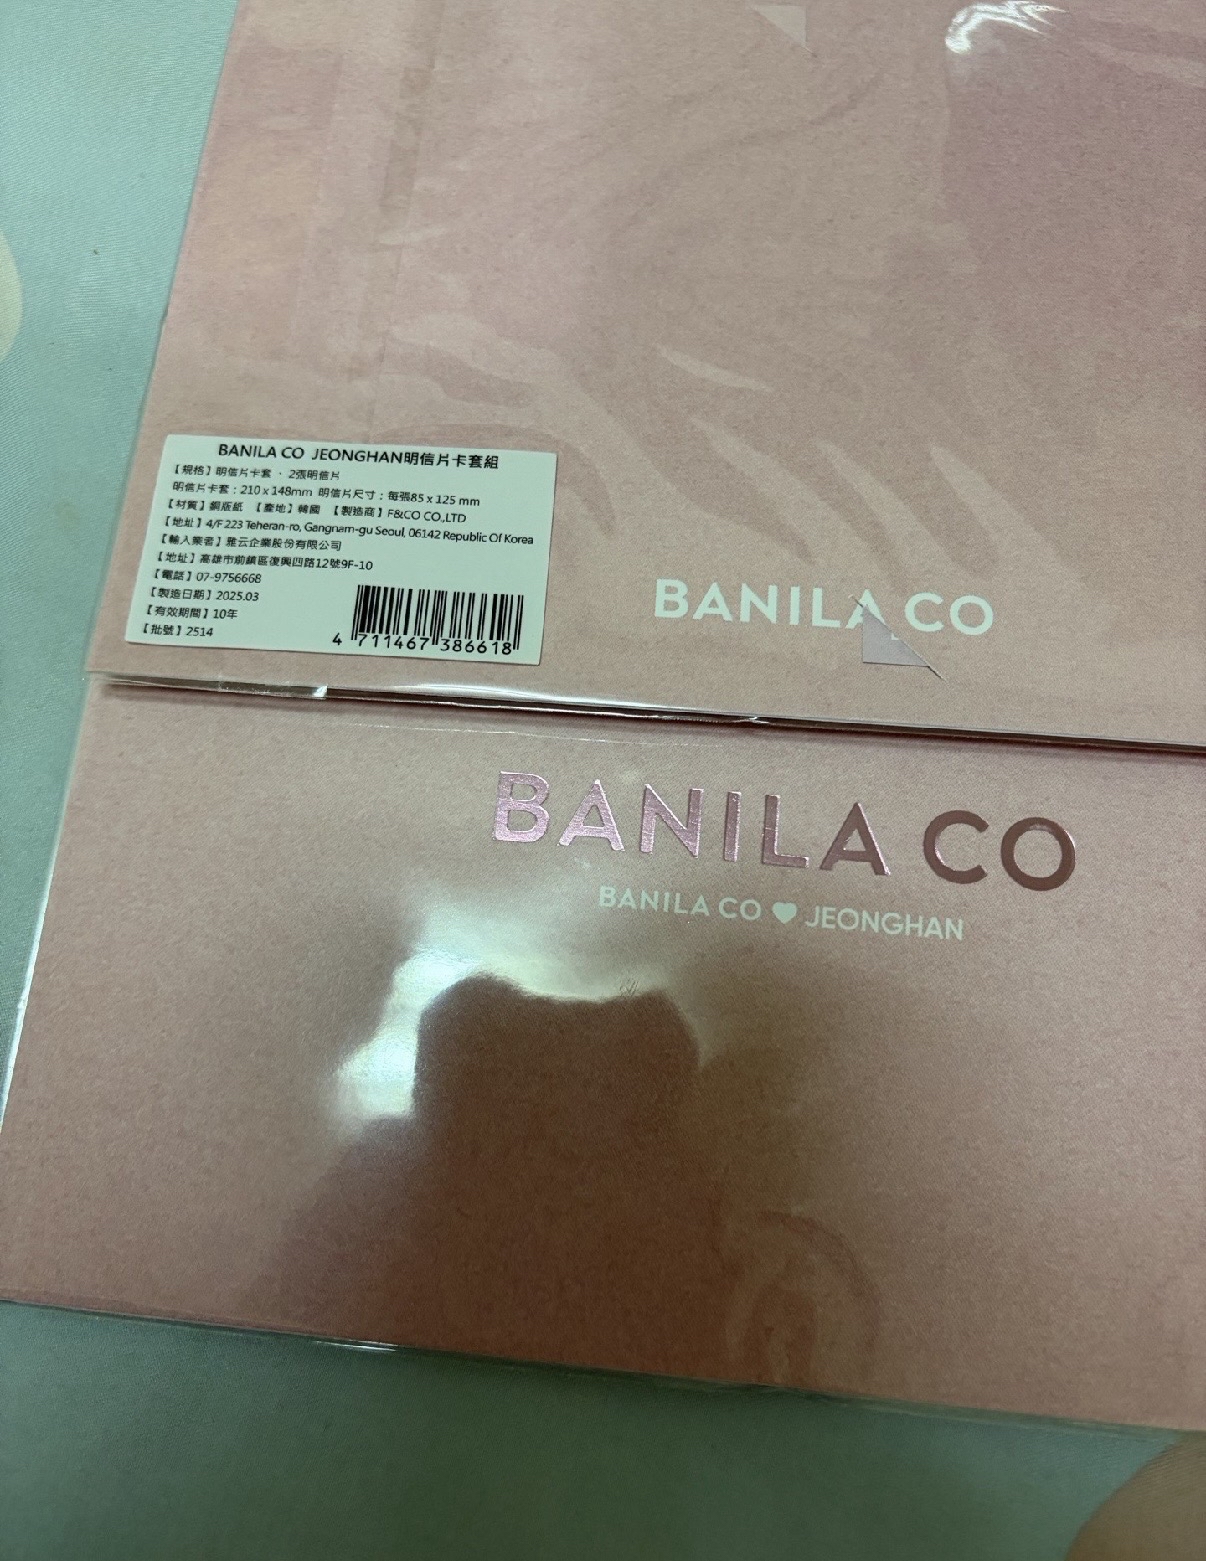 BANILA CO JEONGHAN明信片卡套組
【規格】明信片卡套 · 2張明信片
明信片卡套：210 x 148mm 明信片尺寸：每張85 x 125 mm
【材質】銅版紙 【產地】韓國 【製造商】F&CO CO.,LTD
【地址】4/F 223 Teheran-ro, Gangnam-gu Seoul, 06142 Republic Of Korea
【輸入業者】雅云企業股份有限公司
【地址】高雄市前鎮區復興四路12號9F-10
【電話】07-9756668
【製造日期】2025.03
【有效期間】10年
【批號】2514
4 711467 386618
BANILA CO
BANILA CO
BANILA CO ♥ JEONGHAN